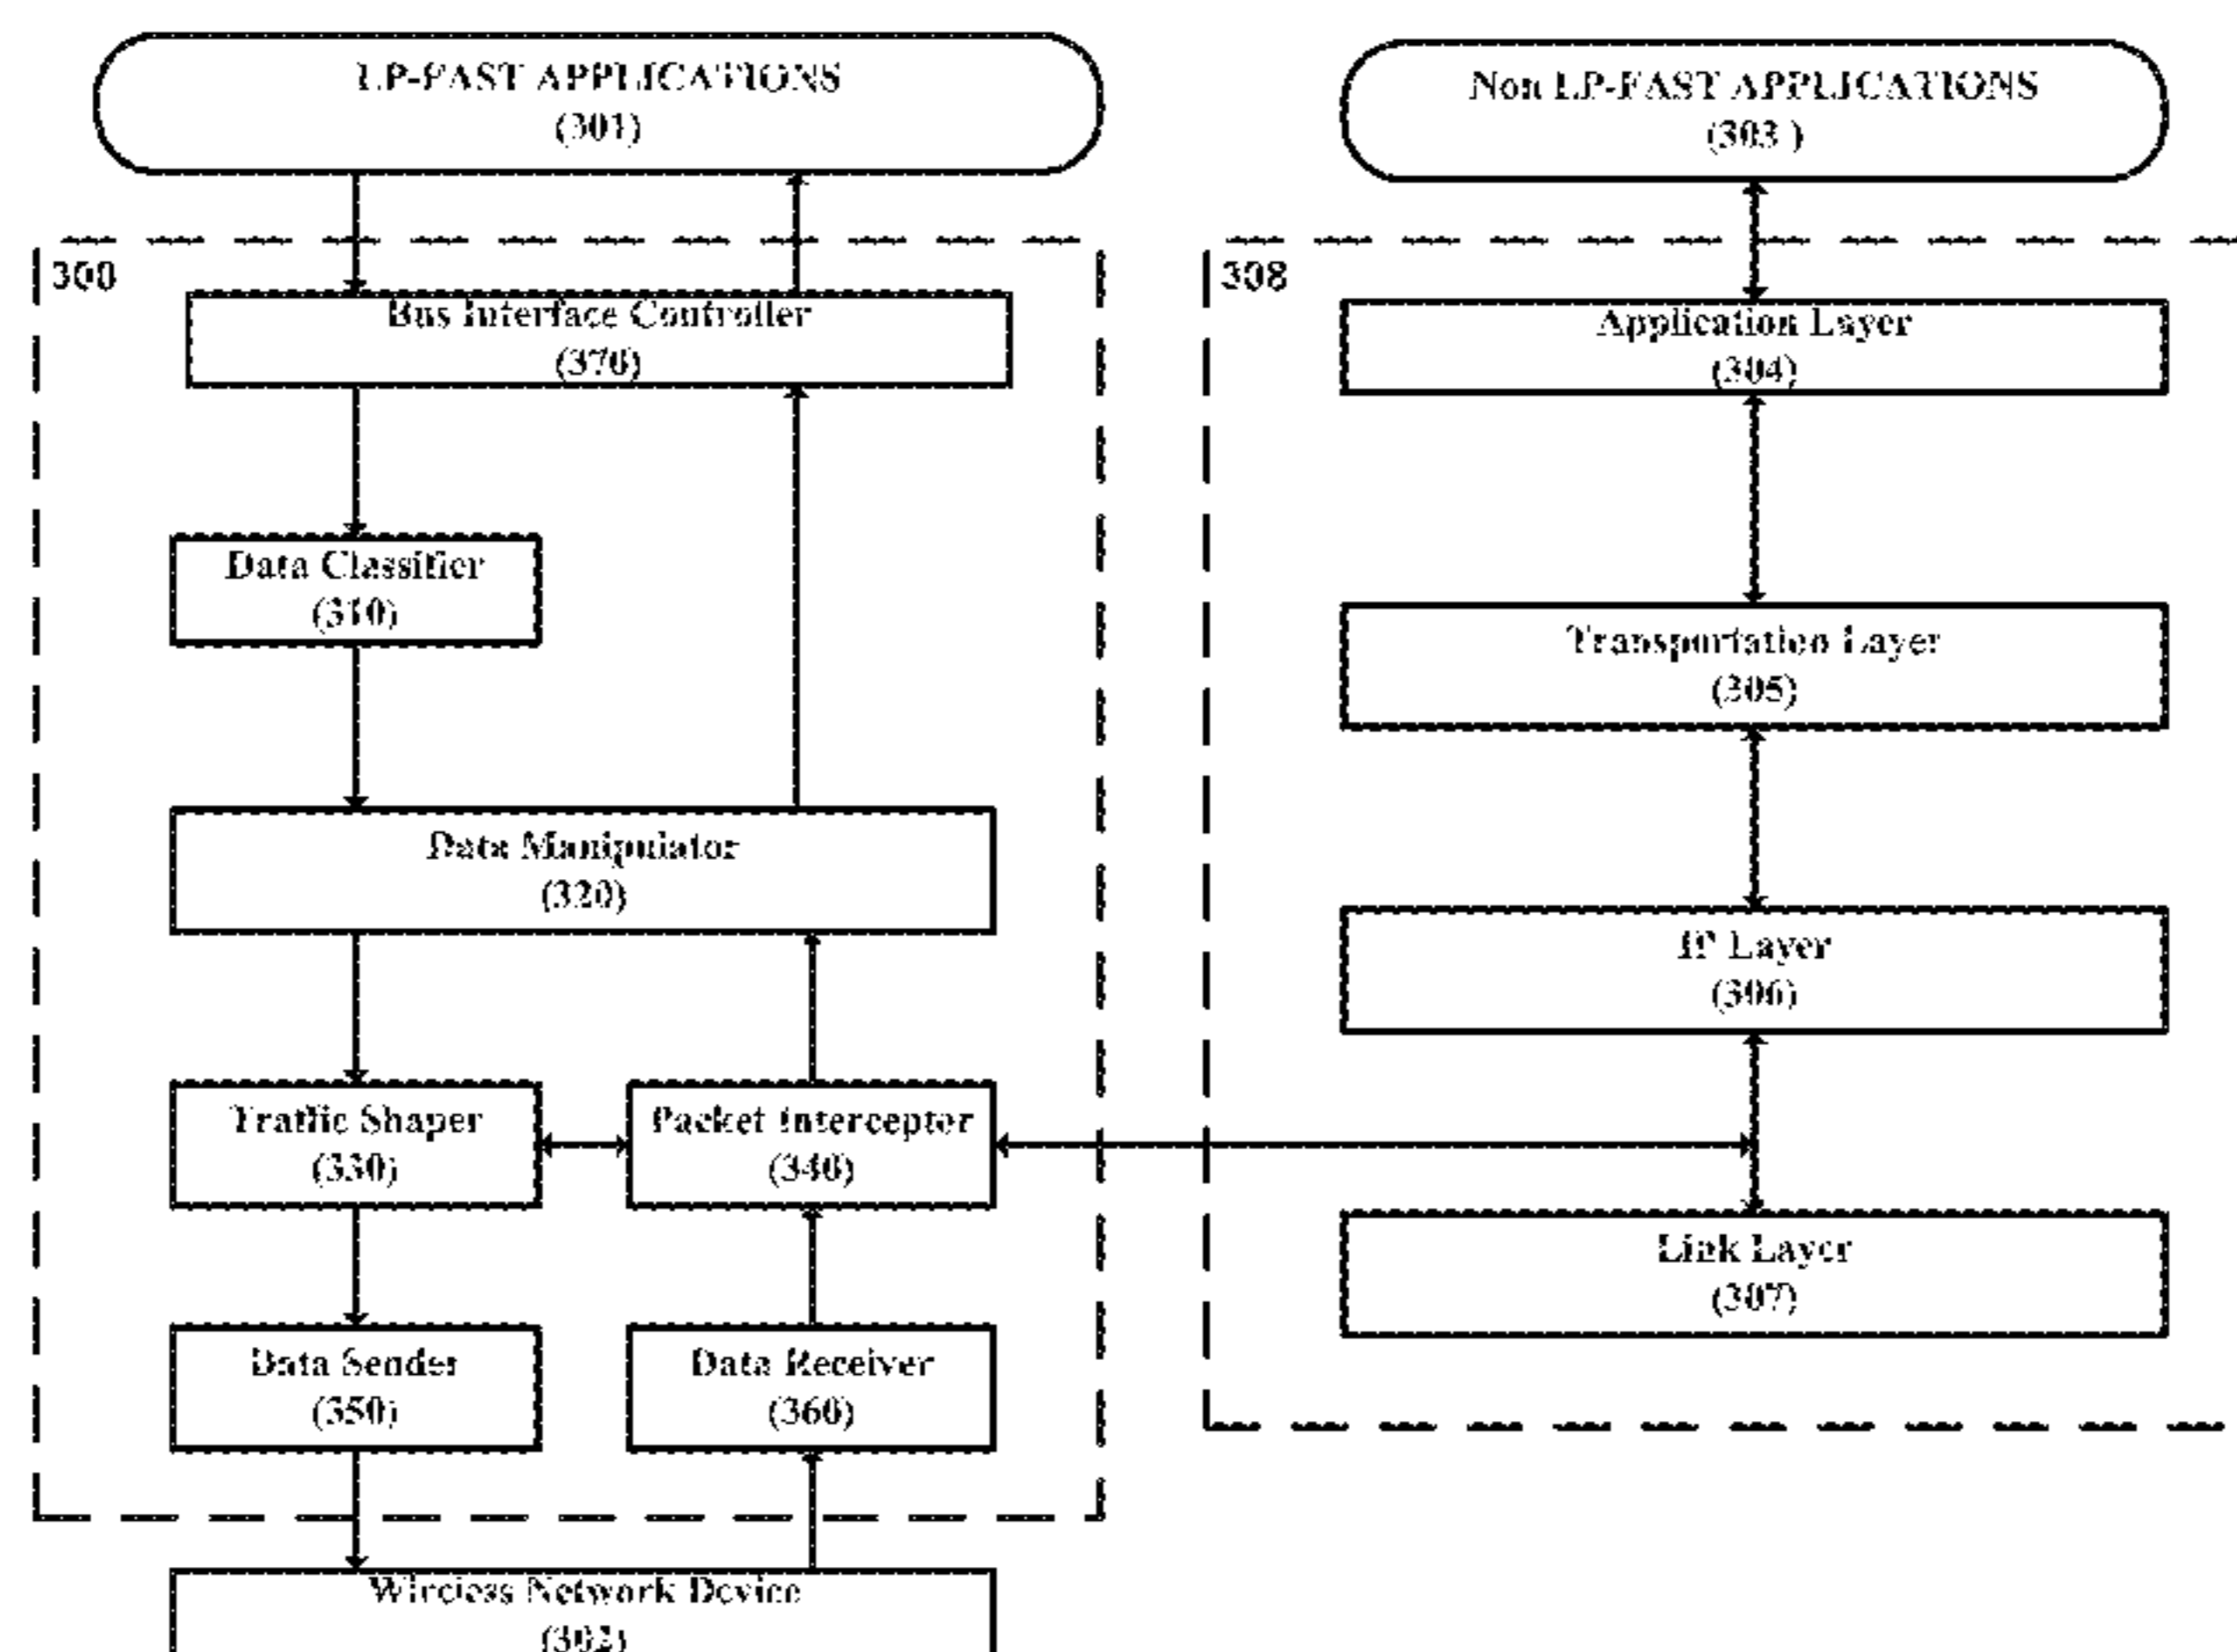 LP-FAST APPLICATIONS
(301)
Non LP-FAST APPLICATIONS
(303 )
300
308
Bus Interface Controller
(370)
Application Layer
(304)
Data Classifier
(310)
Transportation Layer
(305)
Data Manipulator
(320)
IP Layer
(306)
Traffic Shaper
(330)
Packet Interceptor
(340)
Link Layer
(307)
Data Sender
(350)
Data Receiver
(360)
Wireless Network Device
(302)